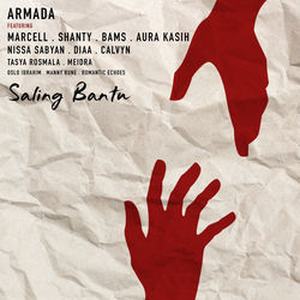 ARMADA
FEATURING
MARCELL . SHANTY . BAMS . AURA KASIH
NISSA SABYAN . DIAA . CALVYN
TASYA ROSMALA . MEIDRA
OSLO IBRAHIM . MANNY RUNE . ROMANTIC ECHOES
Saling Bantu